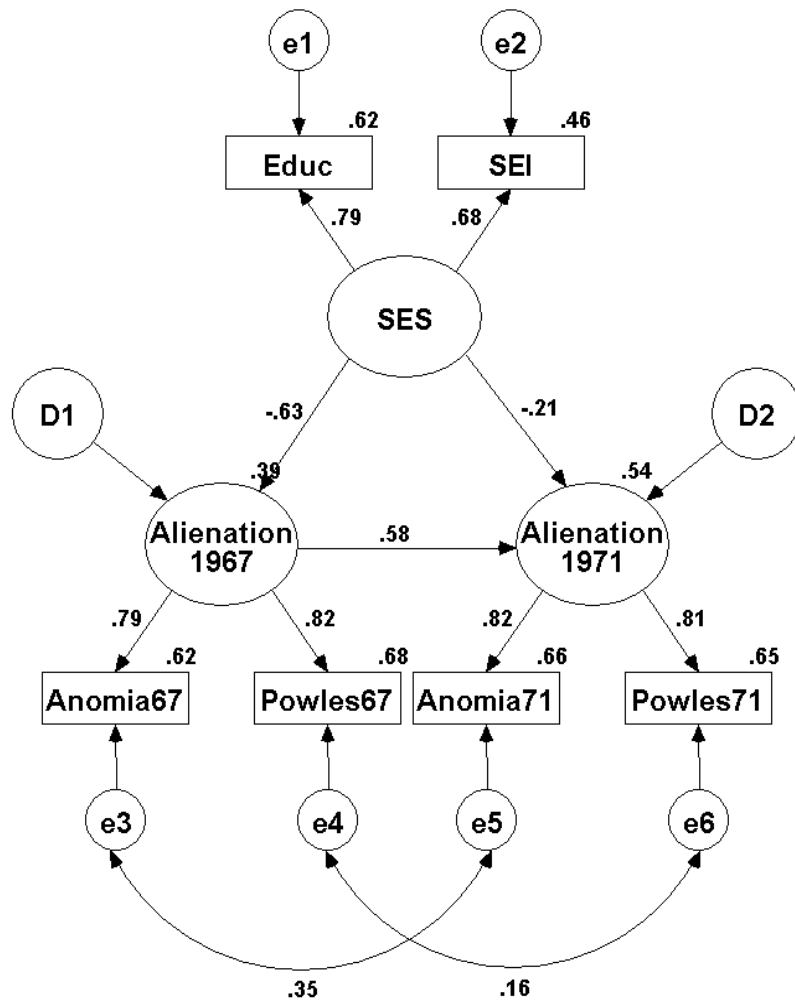 e1
e2
.62
.46
Educ
SEI
.79
.68
SES
-.63
-.21
D1
D2
.39
.54
Alienation
1967
.58
Alienation
1971
.79
.82
.82
.81
.62
.68
.66
.65
Anomia67
Powles67
Anomia71
Powles71
e3
e4
e5
e6
.35
.16